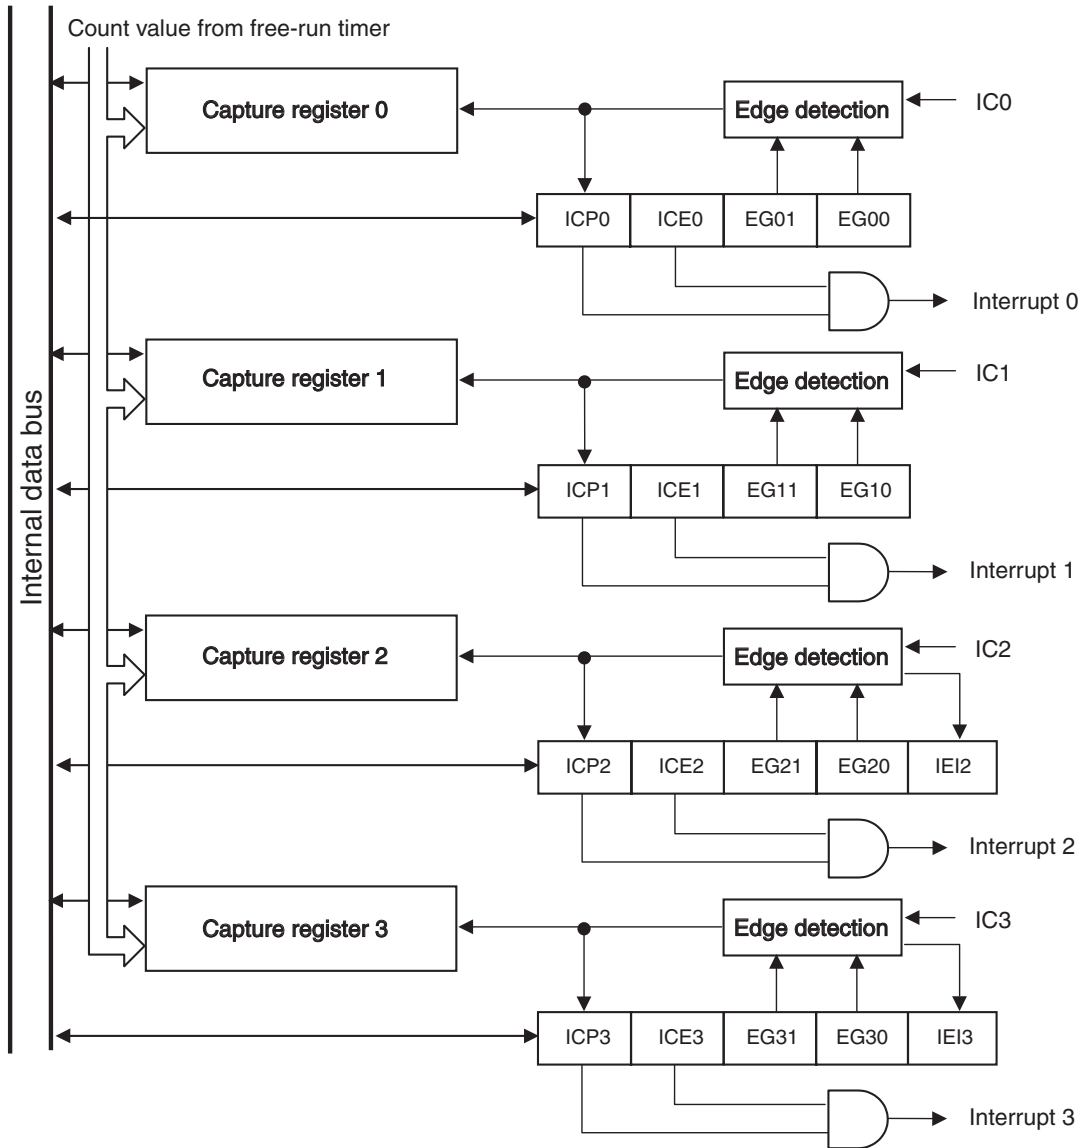 Count value from free-run timer
Internal data bus
Capture register 0
Edge detection
IC0
ICP0
ICE0
EG01
EG00
Interrupt 0
Capture register 1
Edge detection
IC1
ICP1
ICE1
EG11
EG10
Interrupt 1
Capture register 2
Edge detection
IC2
ICP2
ICE2
EG21
EG20
IEI2
Interrupt 2
Capture register 3
Edge detection
IC3
ICP3
ICE3
EG31
EG30
IEI3
Interrupt 3